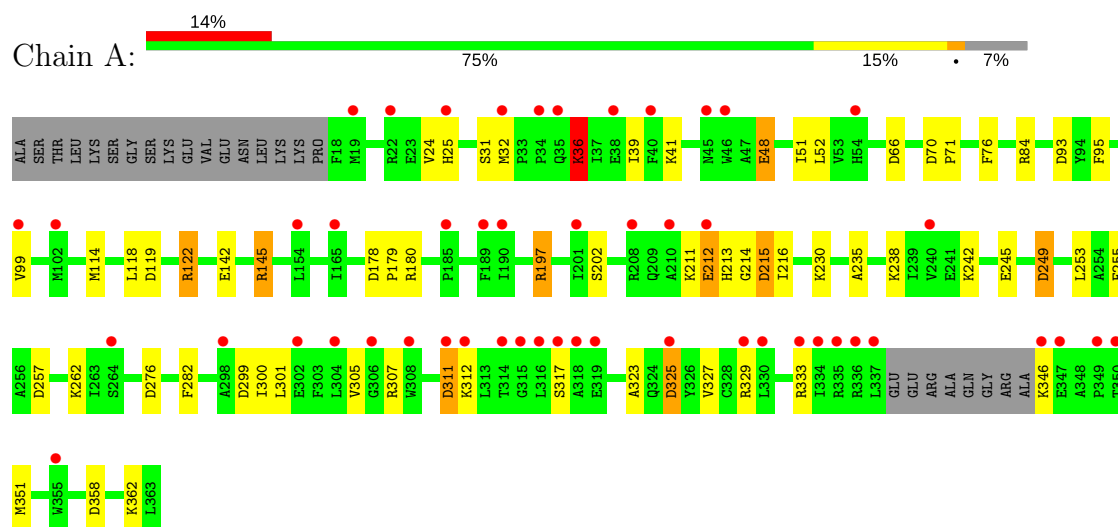 14%
Chain A:
75% 15% • 7%
ALA SER THR LEU LYS SER GLY SER LYS GLU VAL GLU ASN LEU LYS LYS PRO F18 M19 R22 E23 V24 H25 S31 M32 P33 P34 Q35 K36 I37 E38 I39 F40 K41 N45 W46 A47 E48 I51 L52 V53 H54 D66 D70 P71 F76 R84 D93 Y94 F95
V99 M102 M114 L118 D119 R122 E142 R145 L154 I165 D178 P179 R180 P185 F189 I190 R197 I201 S202 R208 Q209 A210 K211 E212 H213 G214 D215 I216 K230 A235 K238 I239 V240 E241 K242 E245 D249 L253 A254 E255
A256 D257 K262 I263 S264 D276 F282 A298 D299 I300 L301 E302 F303 L304 V305 G306 R307 W308 D311 K312 L313 T314 G315 L316 S317 A318 E319 A323 Q324 D325 Y326 V327 C328 R329 L330 R333 I334 R335 R336 L337 GLU GLU ARG ALA GLN GLY ARG ALA K346 E347 A348 P349 T350
M351 W355 D358 K362 L363